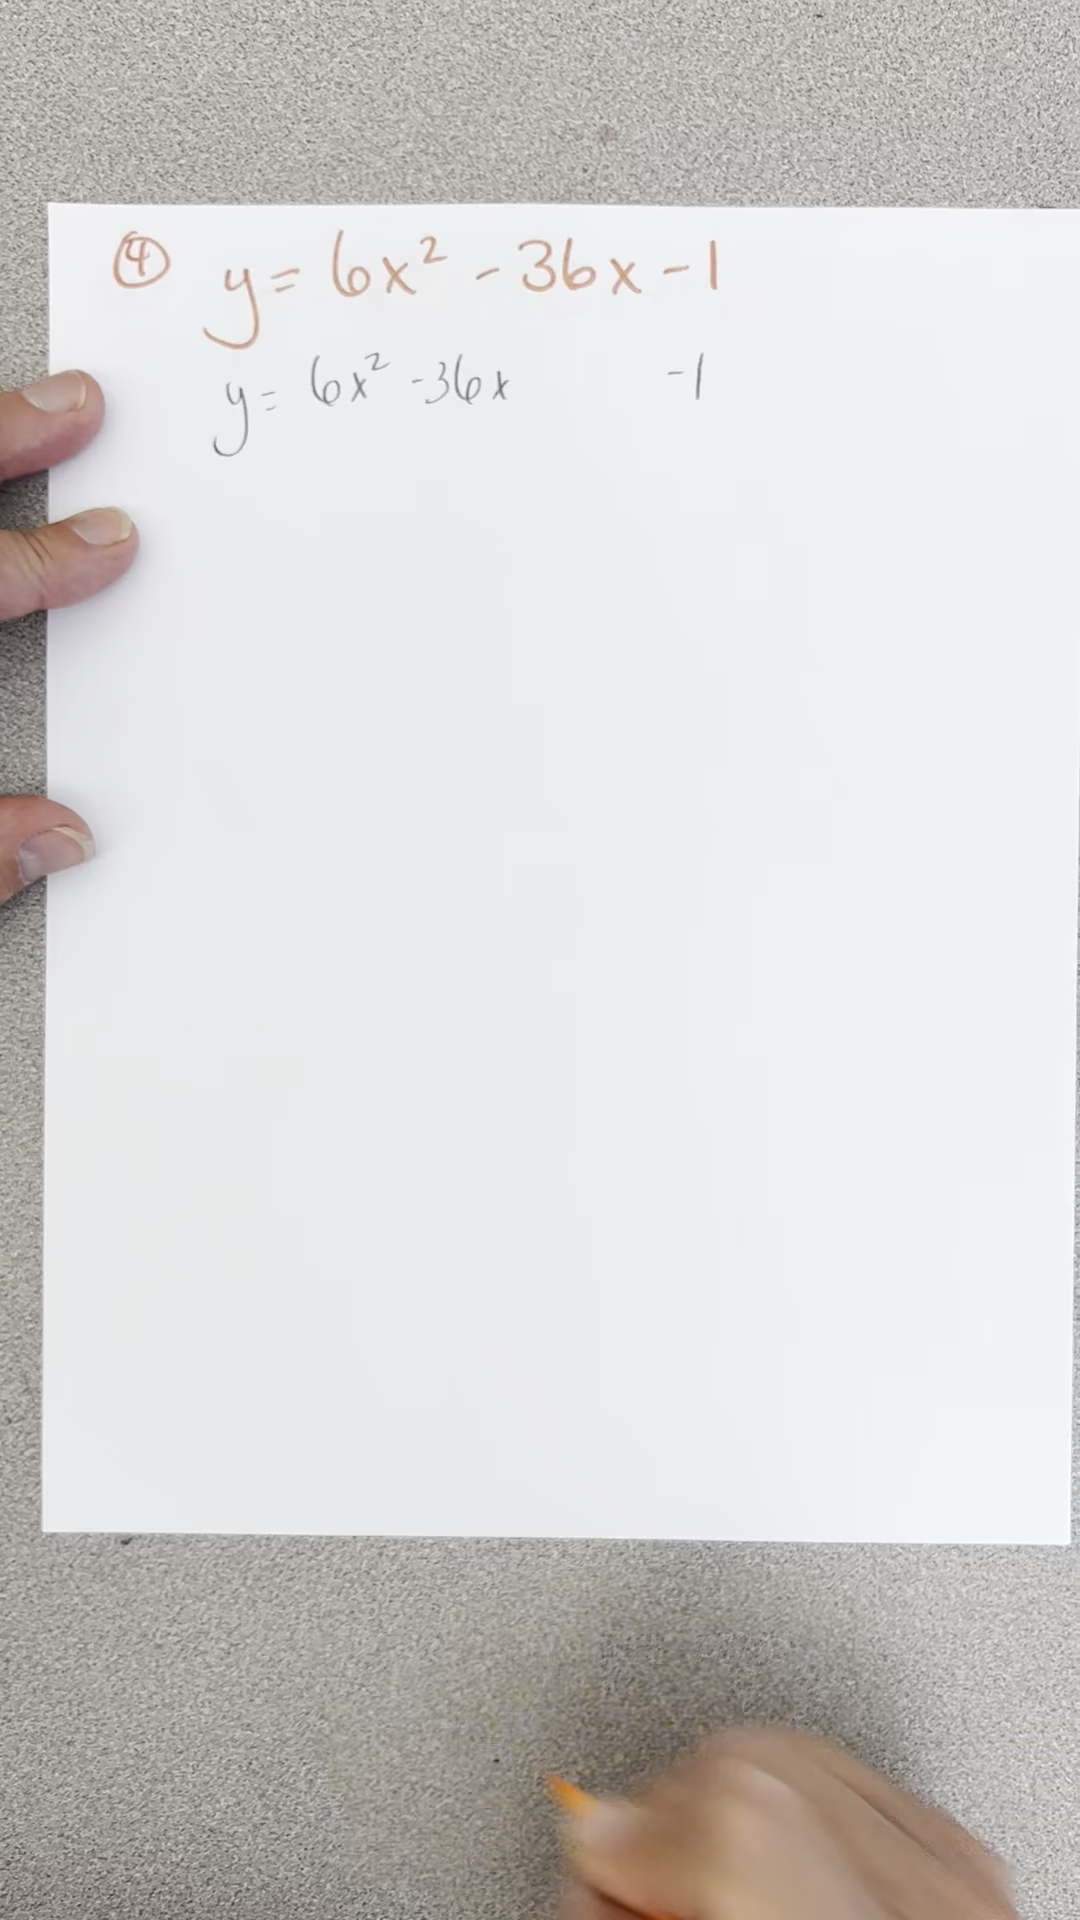 ④ y = 6x² - 36x - 1
y = 6x² - 36x - 1